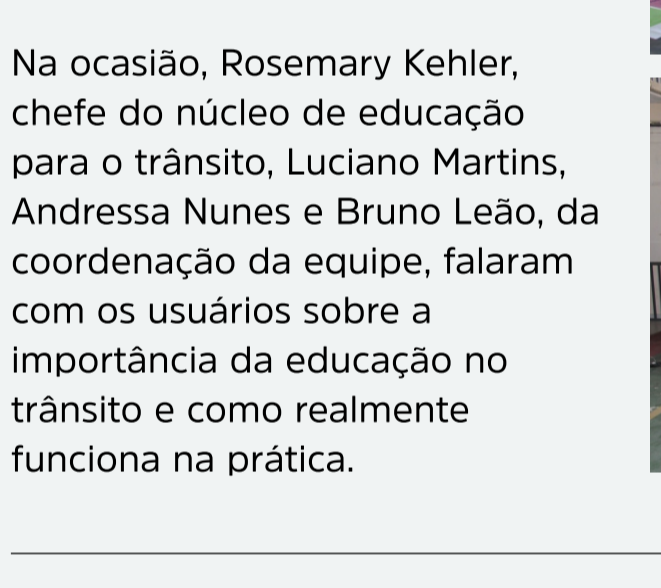 Na ocasião, Rosemary Kehler,
chefe do núcleo de educação
para o trânsito, Luciano Martins,
Andressa Nunes e Bruno Leão, da
coordenação da equipe, falaram
com os usuários sobre a
importância da educação no
trânsito e como realmente
funciona na prática.